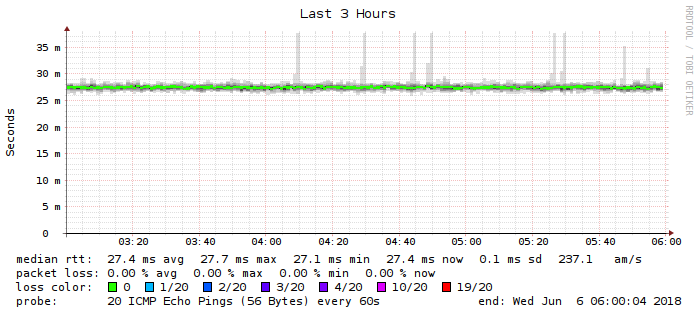 Last 3 Hours
RRDTOOL / TOBI OETIKER
Seconds
35 m
30 m
25 m
20 m
15 m
10 m
5 m
0
03:20 03:40 04:00 04:20 04:40 05:00 05:20 05:40 06:00
median rtt: 27.4 ms avg 27.7 ms max 27.1 ms min 27.4 ms now 0.1 ms sd 237.1 am/s
packet loss: 0.00 % avg 0.00 % max 0.00 % min 0.00 % now
loss color: 0 1/20 2/20 3/20 4/20 10/20 19/20
probe: 20 ICMP Echo Pings (56 Bytes) every 60s end: Wed Jun 6 06:00:04 2018